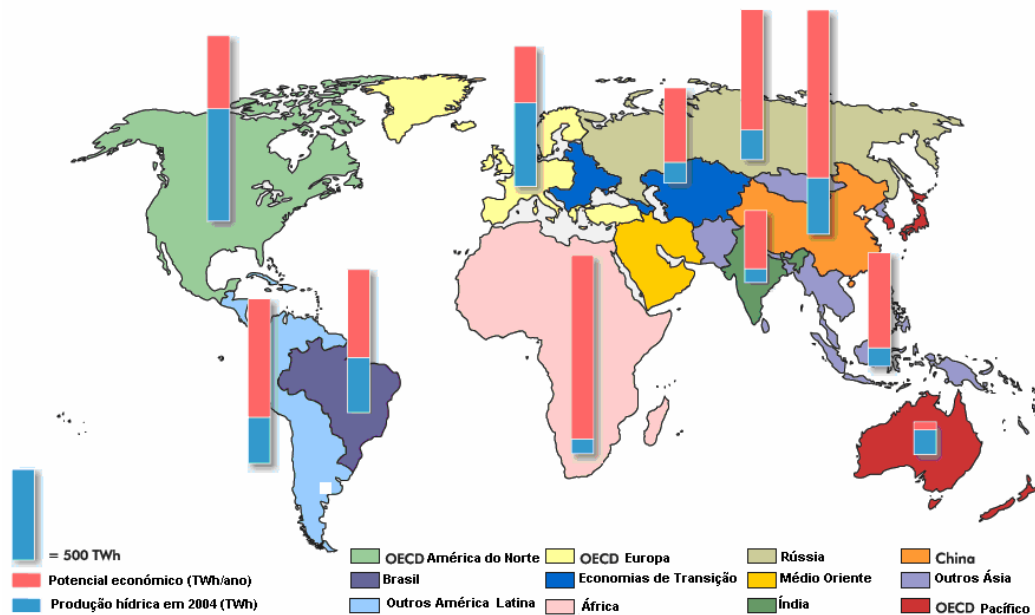 = 500 TWh
Potencial económico (TWh/ano)
Produção hídrica em 2004 (TWh)
OECD América do Norte
Brasil
Outros América Latina
OECD Europa
Economias de Transição
África
Rússia
Médio Oriente
Índia
China
Outros Ásia
OECD Pacífico